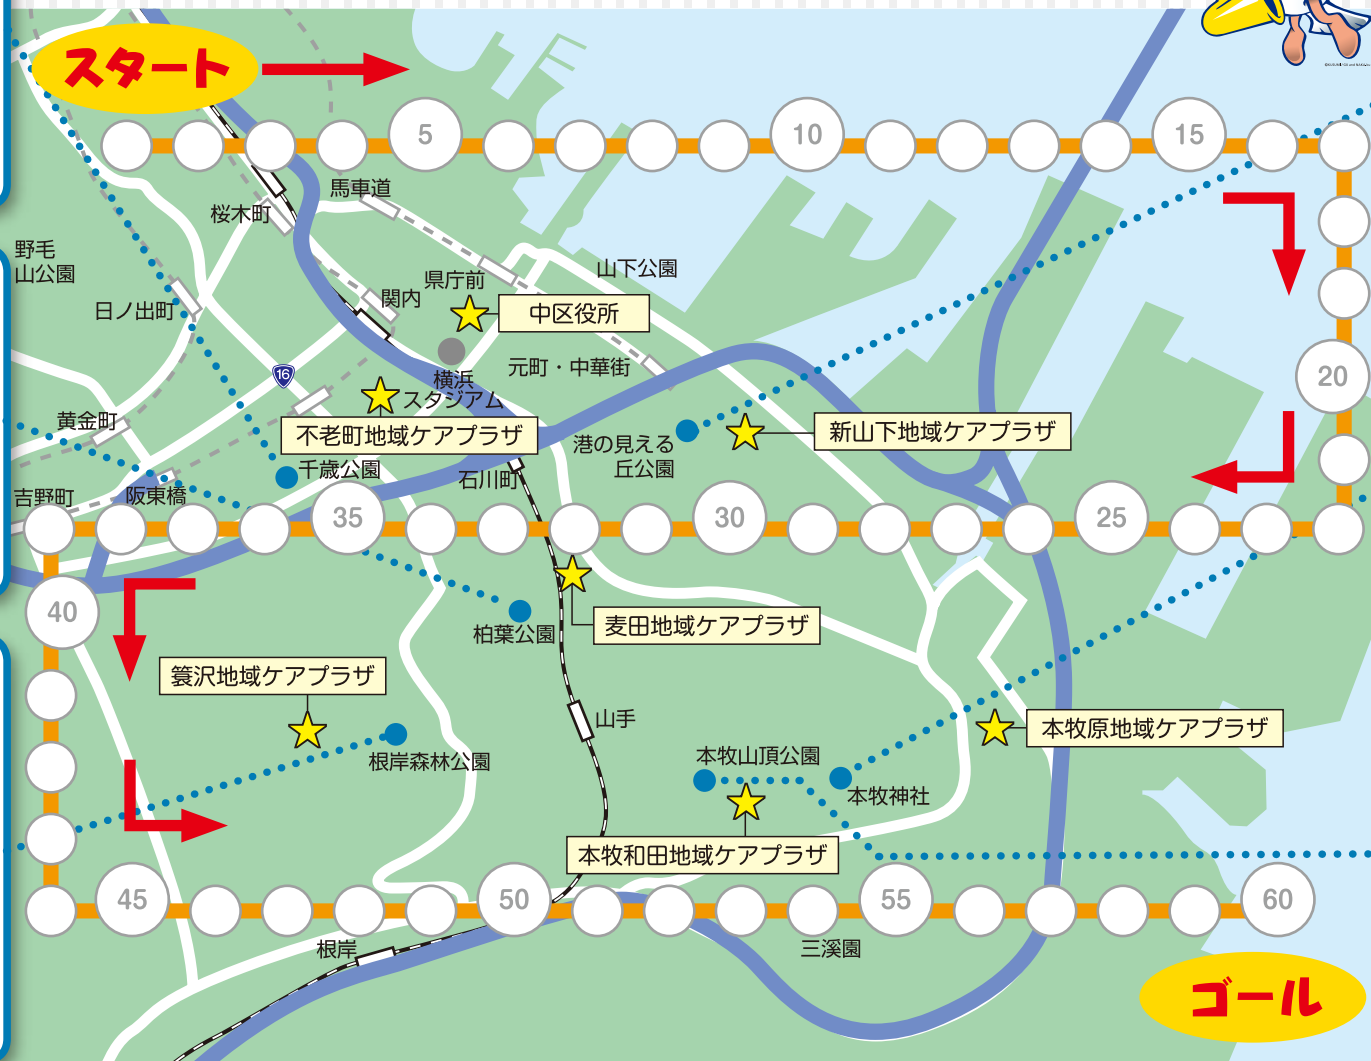 スタート
5
10
15
馬車道
桜木町
野毛
山公園
山下公園
県庁前
関内
日ノ出町
中区役所
元町・中華街
16
横浜
スタジアム
20
黄金町
不老町地域ケアプラザ
新山下地域ケアプラザ
港の見える
丘公園
千歳公園
石川町
吉野町
阪東橋
35
30
25
40
柏葉公園
麦田地域ケアプラザ
簑沢地域ケアプラザ
山手
本牧原地域ケアプラザ
根岸森林公園
本牧山頂公園
本牧神社
本牧和田地域ケアプラザ
45
50
55
60
根岸
三溪園
ゴール